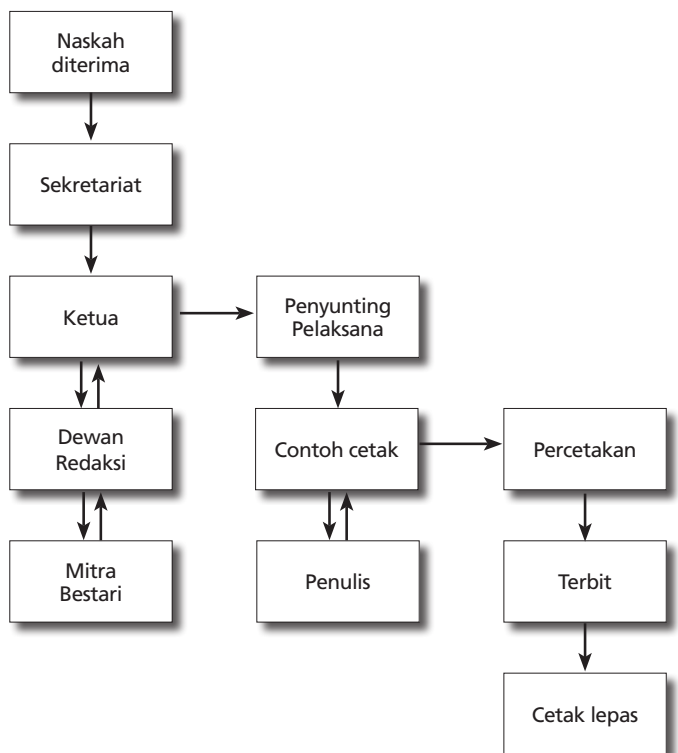 Naskah
diterima
Sekretariat
Ketua
Penyunting
Pelaksana
Dewan
Redaksi
Contoh cetak
Percetakan
Mitra
Bestari
Penulis
Terbit
Cetak lepas